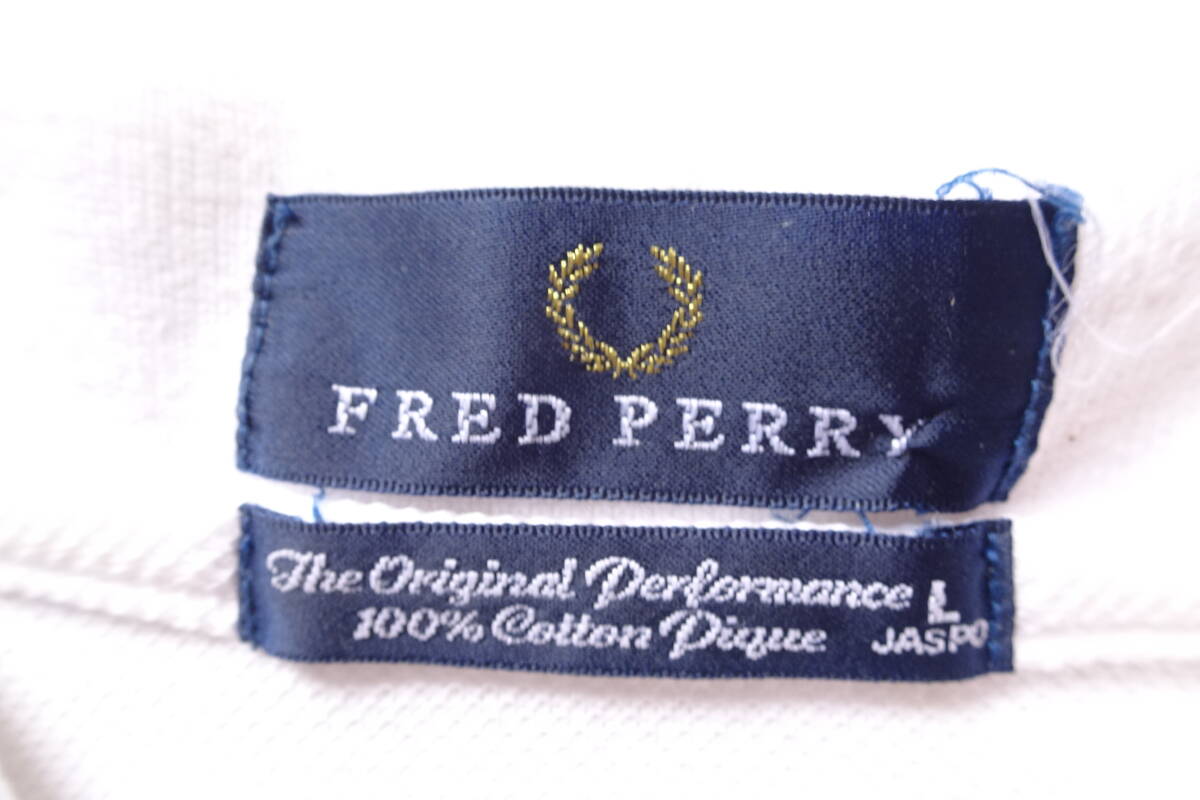 FRED PERRY
The Original Performance L
100% Cotton Pique JASPO